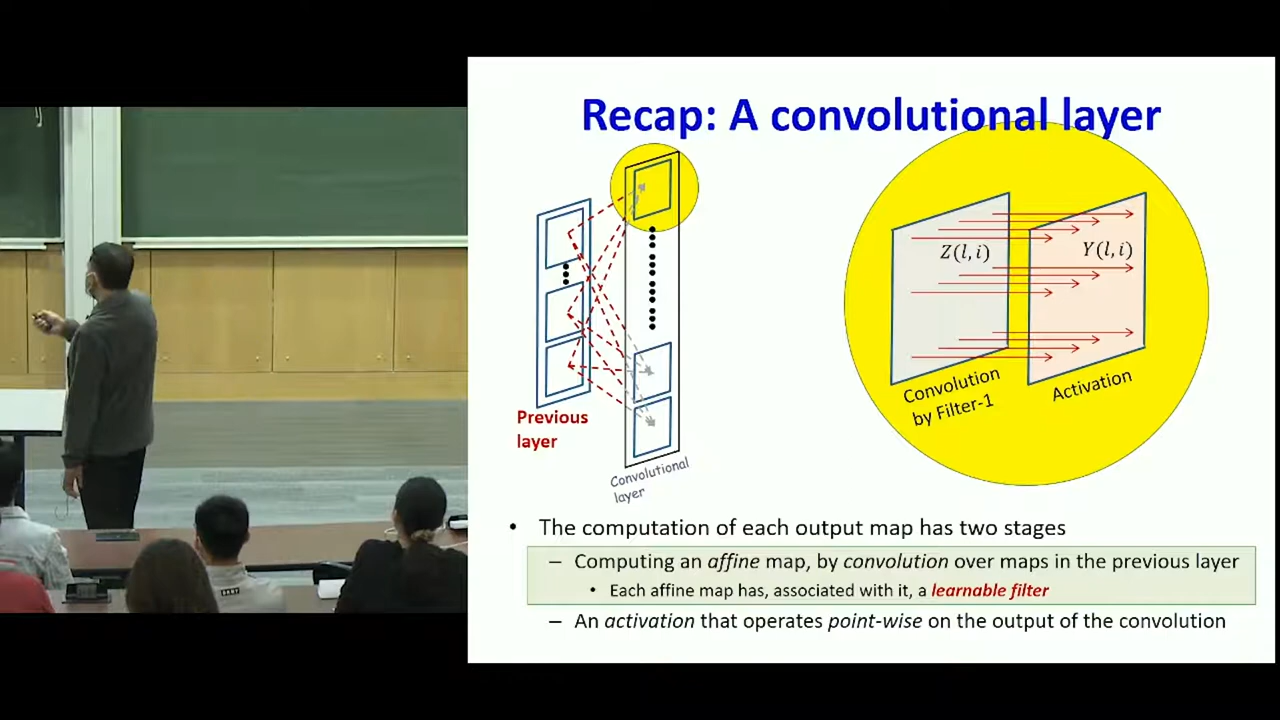 Recap: A convolutional layer
Z(l,i)
Y(l,i)
Convolution
by Filter-1
Activation
Previous
layer
Convolutional
layer
• The computation of each output map has two stages
– Computing an affine map, by convolution over maps in the previous layer
• Each affine map has, associated with it, a learnable filter
– An activation that operates point-wise on the output of the convolution